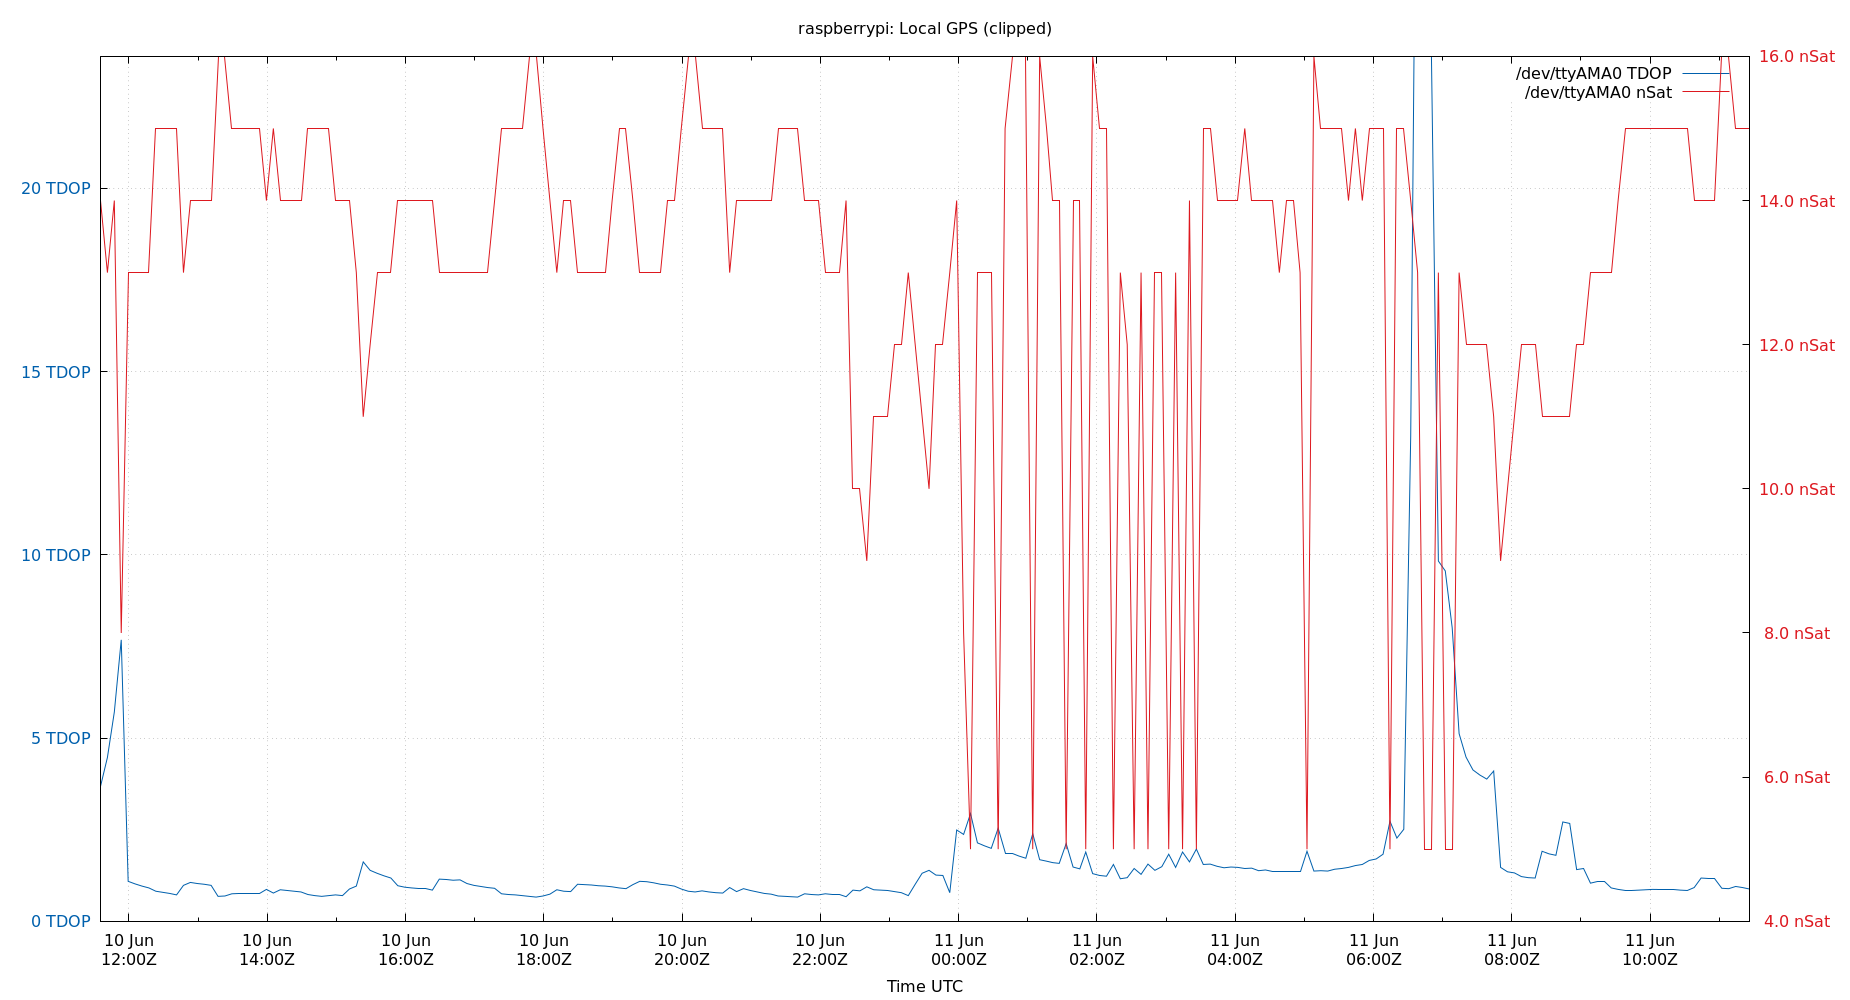 raspberrypi: Local GPS (clipped)
/dev/ttyAMA0 TDOP
/dev/ttyAMA0 nSat
20 TDOP
15 TDOP
10 TDOP
5 TDOP
0 TDOP
16.0 nSat
14.0 nSat
12.0 nSat
10.0 nSat
8.0 nSat
6.0 nSat
4.0 nSat
10 Jun 10 Jun 10 Jun 10 Jun 10 Jun 10 Jun 11 Jun 11 Jun 11 Jun 11 Jun 11 Jun 11 Jun
12:00Z 14:00Z 16:00Z 18:00Z 20:00Z 22:00Z 00:00Z 02:00Z 04:00Z 06:00Z 08:00Z 10:00Z
Time UTC